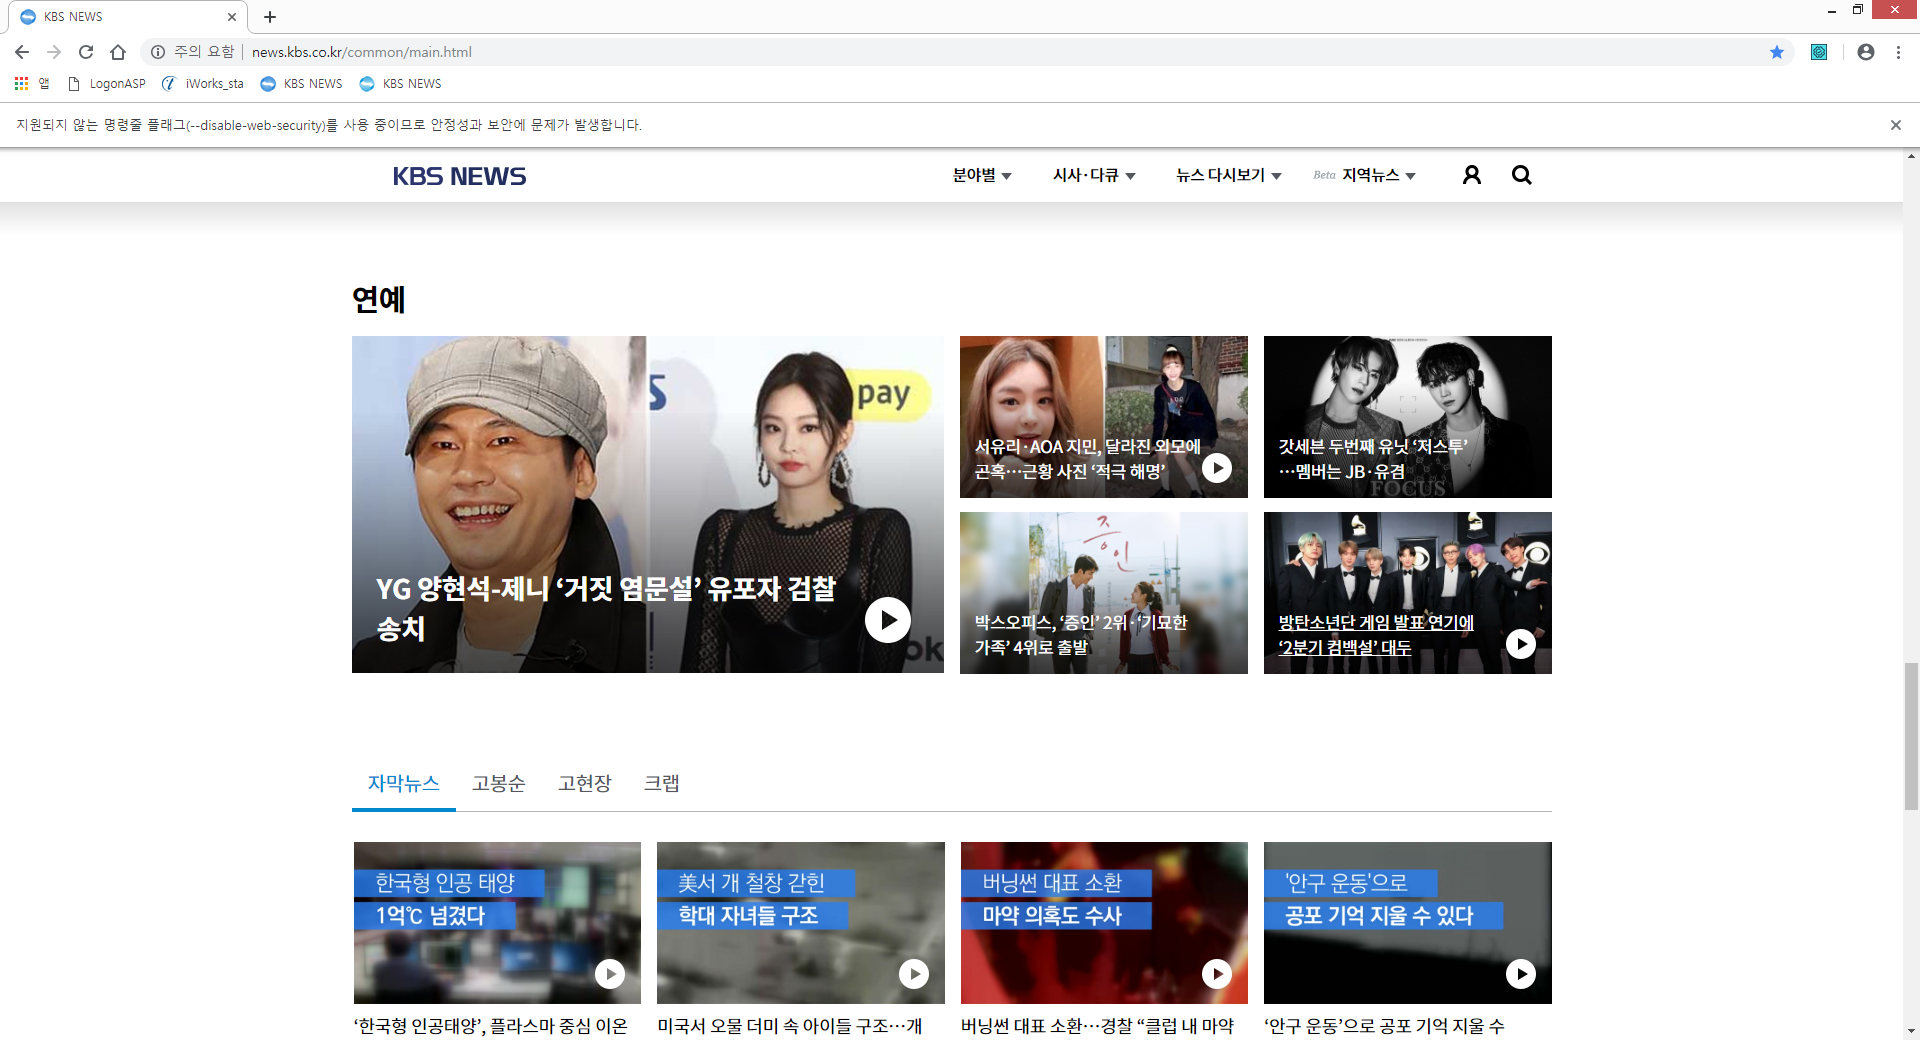 KBS NEWS
주의 요함
news.kbs.co.kr/common/main.html
앱
LogonASP
iWorks_sta
KBS NEWS
KBS NEWS
지원되지 않는 명령줄 플래그(--disable-web-security)를 사용 중이므로 안정성과 보안에 문제가 발생합니다.
KBS NEWS
분야별
시사·다큐
뉴스 다시보기
Beta 지역뉴스
연예
pay
YG 양현석-제니 ‘거짓 염문설’ 유포자 검찰
송치
서유리·AOA 지민, 달라진 외모에
곤혹…근황 사진 ‘적극 해명’
갓세븐 두번째 유닛 ‘저스투’
…멤버는 JB·유겸
FOCUS
증인
박스오피스, ‘증인’ 2위·‘기묘한
가족’ 4위로 출발
방탄소년단 게임 발표 연기에
‘2분기 컴백설’ 대두
자막뉴스
고봉순
고현장
크랩
한국형 인공 태양
1억℃ 넘겼다
美서 개 철창 갇힌
학대 자녀들 구조
버닝썬 대표 소환
마약 의혹도 수사
'안구 운동'으로
공포 기억 지울 수 있다
‘한국형 인공태양’, 플라스마 중심 이온
미국서 오물 더미 속 아이들 구조…개
버닝썬 대표 소환…경찰 “클럽 내 마약
‘안구 운동’으로 공포 기억 지울 수